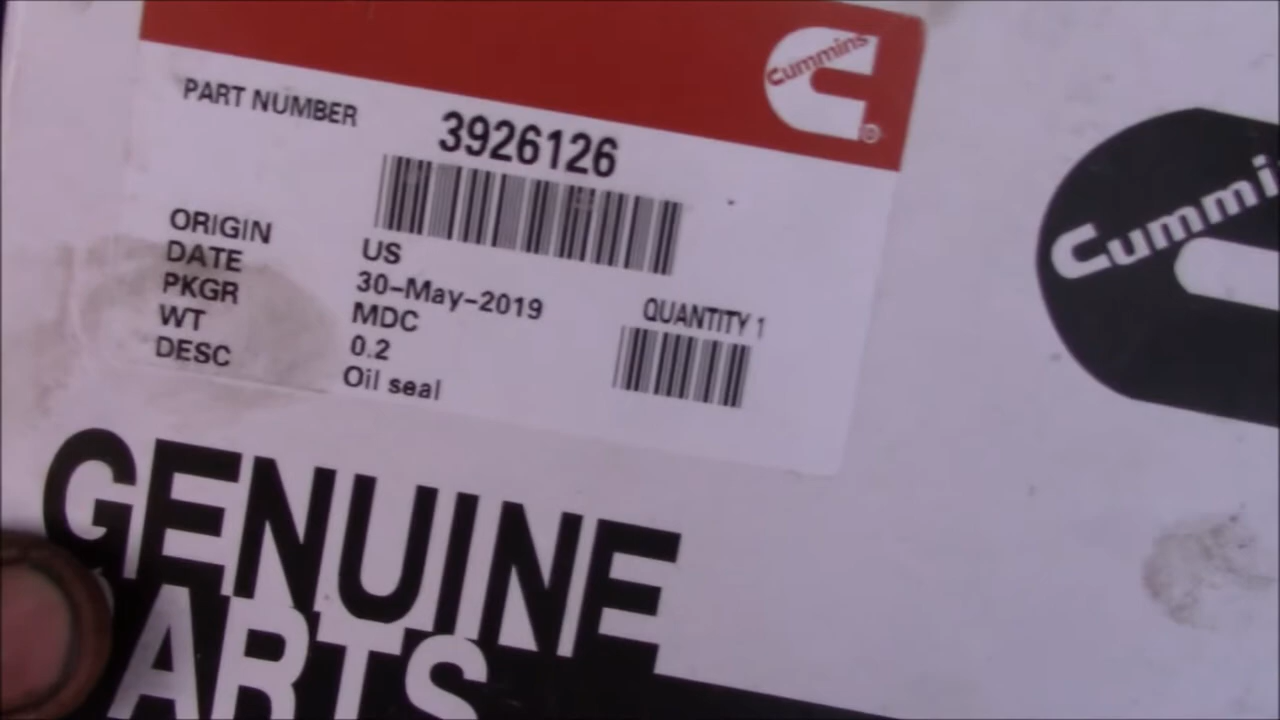 Cummins
PART NUMBER 3926126
ORIGIN US
DATE 30-May-2019
PKGR MDC
WT 0.2
DESC Oil seal
QUANTITY 1
Cummi
GENUINE
ARTS